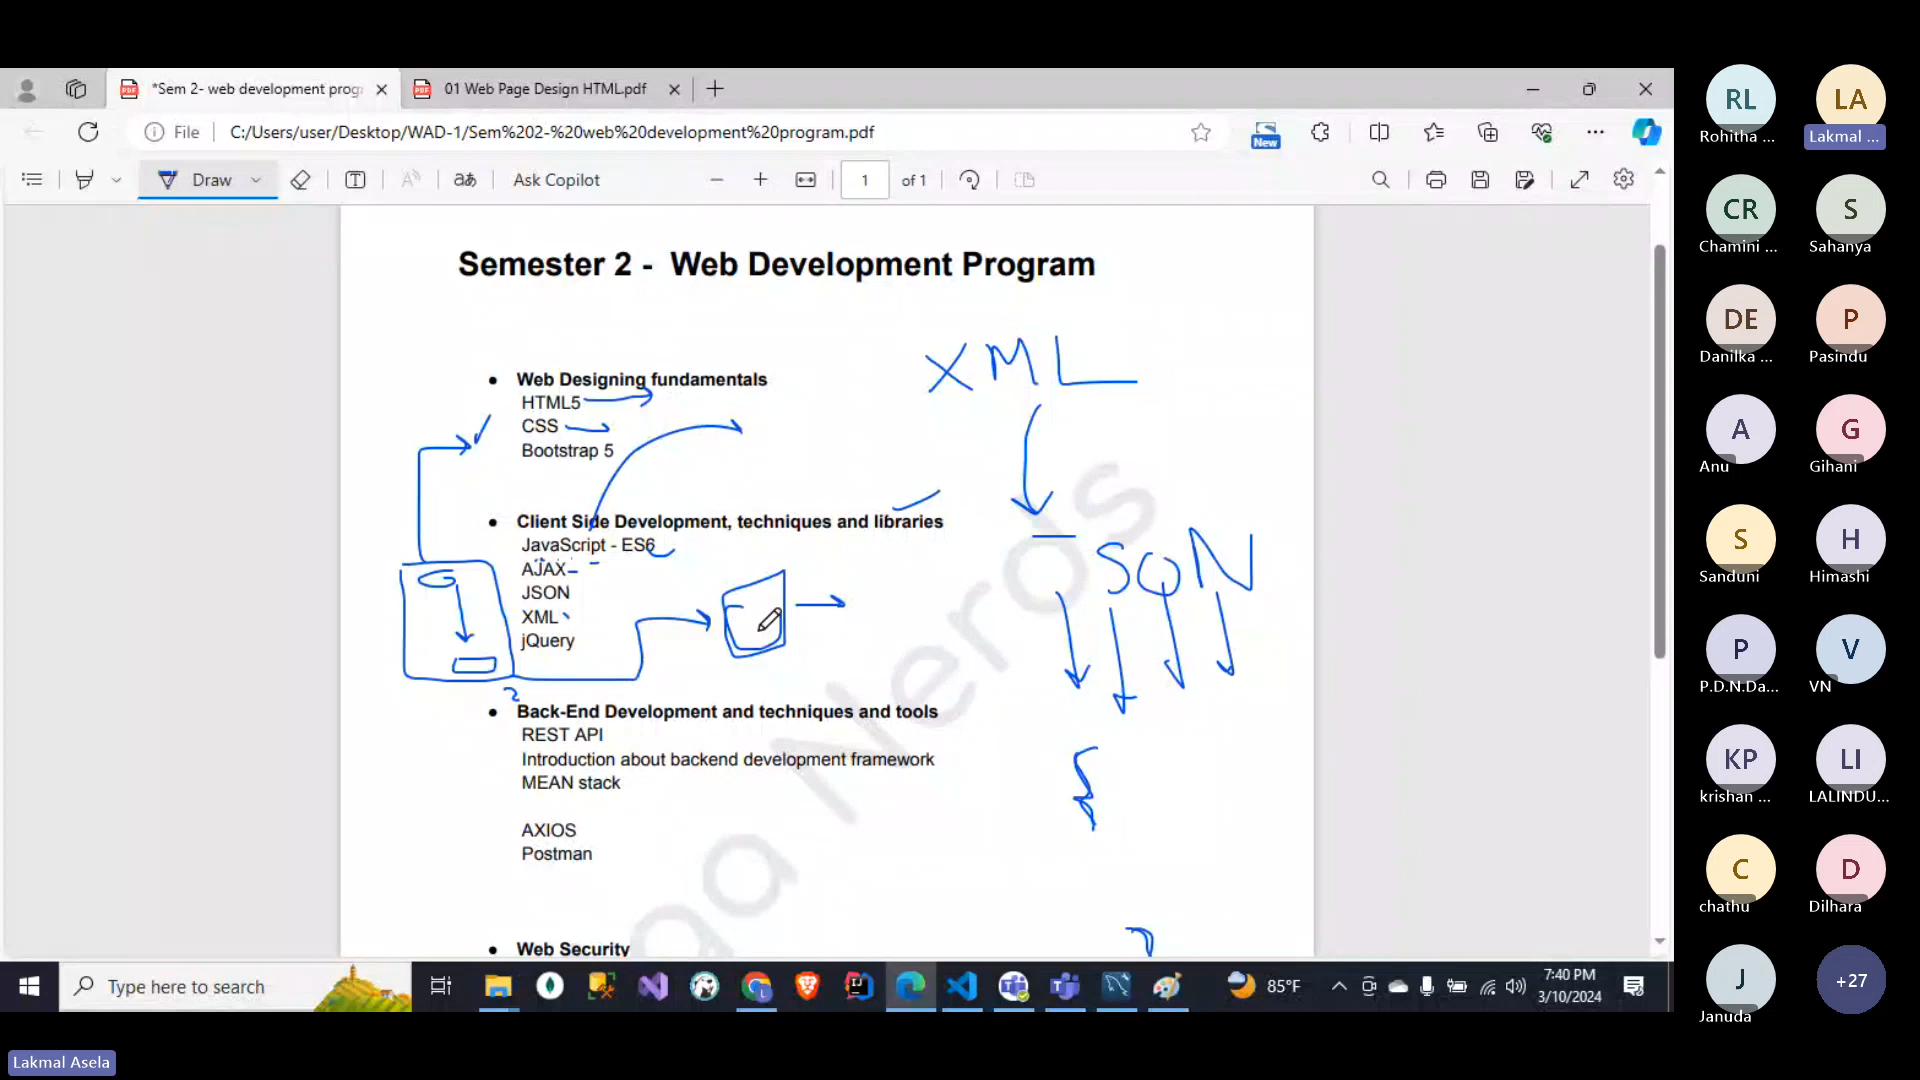 *Sem 2- web development prog
01 Web Page Design HTML.pdf
File
C:/Users/user/Desktop/WAD-1/Sem%202-%20web%20development%20program.pdf
New
Draw
Ask Copilot
1
of 1
Semester 2 - Web Development Program
• Web Designing fundamentals
HTML5
CSS
Bootstrap 5
• Client Side Development, techniques and libraries
JavaScript - ES6
AJAX
JSON
XML
jQuery
• Back-End Development and techniques and tools
REST API
Introduction about backend development framework
MEAN stack
AXIOS
Postman
• Web Security
XML
SON
{
Nerds
Type here to search
85°F
7:40 PM
3/10/2024
RL
Rohitha ...
LA
Lakmal ...
CR
Chamini ...
S
Sahanya
DE
Danilka ...
P
Pasindu
A
Anu
G
Gihani
S
Sanduni
H
Himashi
P
P.D.N.Da...
V
VN
KP
krishan ...
LI
LALINDU...
C
chathu
D
Dilhara
J
Januda
+27
Lakmal Asela